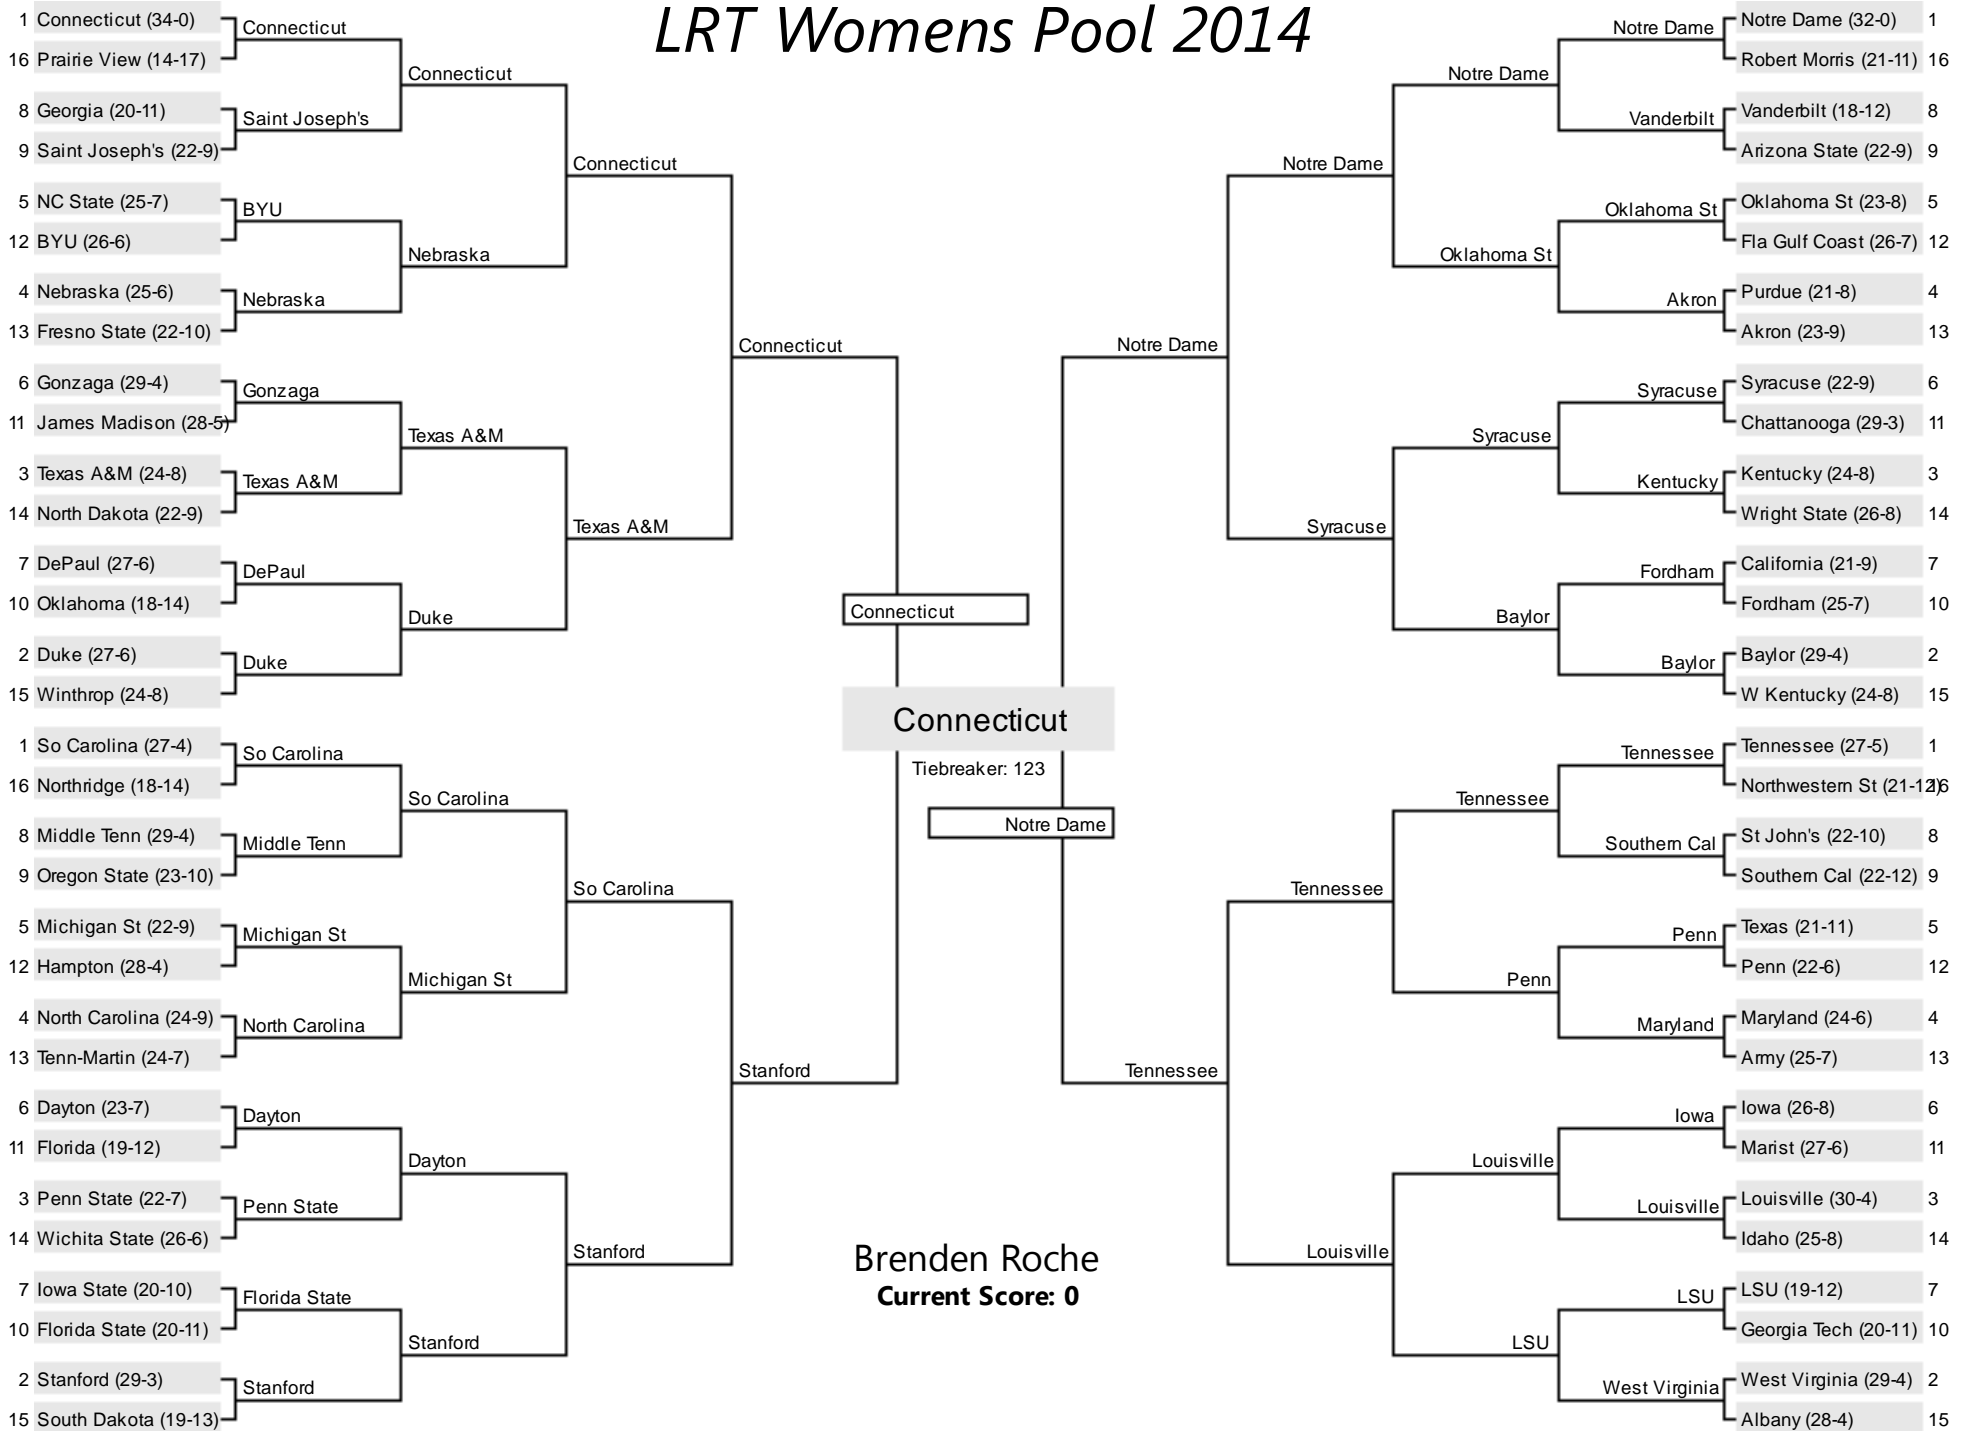 LRT Womens Pool 2014
1 Connecticut (34-0)
16 Prairie View (14-17)
8 Georgia (20-11)
9 Saint Joseph's (22-9)
5 NC State (25-7)
12 BYU (26-6)
4 Nebraska (25-6)
13 Fresno State (22-10)
6 Gonzaga (29-4)
11 James Madison (28-5)
3 Texas A&M (24-8)
14 North Dakota (22-9)
7 DePaul (27-6)
10 Oklahoma (18-14)
2 Duke (27-6)
15 Winthrop (24-8)
1 So Carolina (27-4)
16 Northridge (18-14)
8 Middle Tenn (29-4)
9 Oregon State (23-10)
5 Michigan St (22-9)
12 Hampton (28-4)
4 North Carolina (24-9)
13 Tenn-Martin (24-7)
6 Dayton (23-7)
11 Florida (19-12)
3 Penn State (22-7)
14 Wichita State (26-6)
7 Iowa State (20-10)
10 Florida State (20-11)
2 Stanford (29-3)
15 South Dakota (19-13)
Connecticut
Saint Joseph's
BYU
Nebraska
Gonzaga
Texas A&M
DePaul
Duke
So Carolina
Middle Tenn
Michigan St
North Carolina
Dayton
Penn State
Florida State
Stanford
Connecticut
Nebraska
Texas A&M
Duke
So Carolina
Michigan St
Dayton
Stanford
Connecticut
Texas A&M
So Carolina
Stanford
Connecticut
Stanford
Connecticut
Connecticut
Tiebreaker: 123
Notre Dame
Brenden Roche
Current Score: 0
Notre Dame
Tennessee
Notre Dame
Syracuse
Tennessee
Louisville
Notre Dame
Oklahoma St
Syracuse
Baylor
Tennessee
Penn
Louisville
LSU
Notre Dame
Vanderbilt
Oklahoma St
Akron
Syracuse
Kentucky
Fordham
Baylor
Tennessee
Southern Cal
Penn
Maryland
Iowa
Louisville
LSU
West Virginia
Notre Dame (32-0) 1
Robert Morris (21-11) 16
Vanderbilt (18-12) 8
Arizona State (22-9) 9
Oklahoma St (23-8) 5
Fla Gulf Coast (26-7) 12
Purdue (21-8) 4
Akron (23-9) 13
Syracuse (22-9) 6
Chattanooga (29-3) 11
Kentucky (24-8) 3
Wright State (26-8) 14
California (21-9) 7
Fordham (25-7) 10
Baylor (29-4) 2
W Kentucky (24-8) 15
Tennessee (27-5) 1
Northwestern St (21-12) 16
St John's (22-10) 8
Southern Cal (22-12) 9
Texas (21-11) 5
Penn (22-6) 12
Maryland (24-6) 4
Army (25-7) 13
Iowa (26-8) 6
Marist (27-6) 11
Louisville (30-4) 3
Idaho (25-8) 14
LSU (19-12) 7
Georgia Tech (20-11) 10
West Virginia (29-4) 2
Albany (28-4) 15